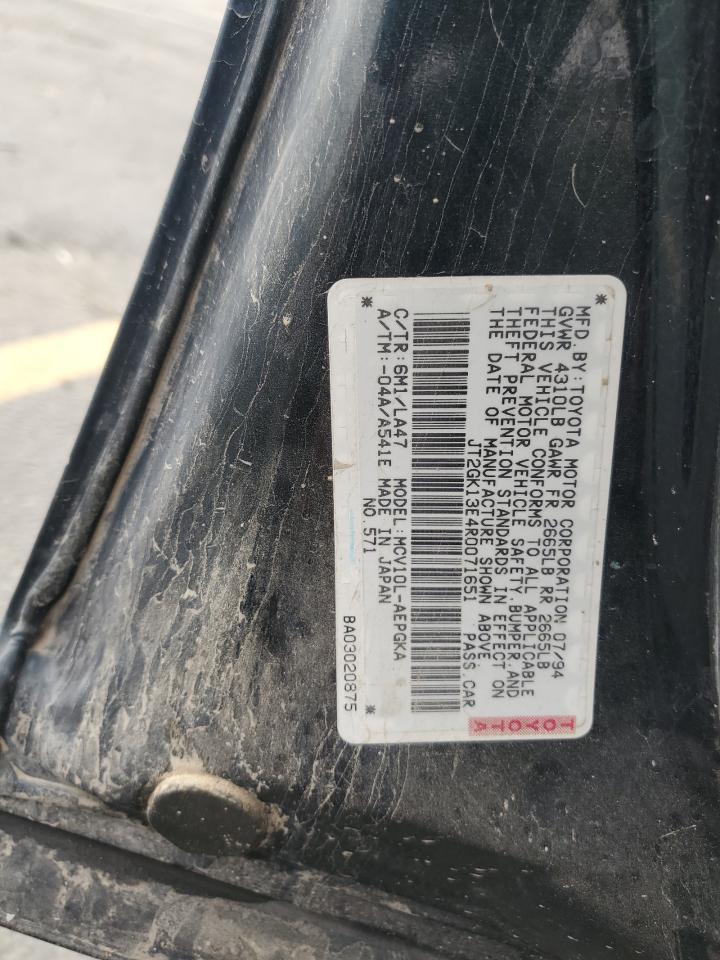 MFD.BY:TOYOTA MOTOR CORPORATION 07/94
GVWR 4310LB GAWR FR 2665LB RR 2665LB
THIS VEHICLE CONFORMS TO ALL APPLICABLE
FEDERAL MOTOR VEHICLE SAFETY,BUMPER,AND
THEFT PREVENTION STANDARDS IN EFFECT ON
THE DATE OF MANUFACTURE SHOWN ABOVE.
JT2GK13E4R0071651 PASS.CAR
TOYOTA
C/TR:6M1/LA47 MODEL:MCV10L-AEPGKA
A/TM:-04A/A541E MADE IN JAPAN
NO.571
BA03020875